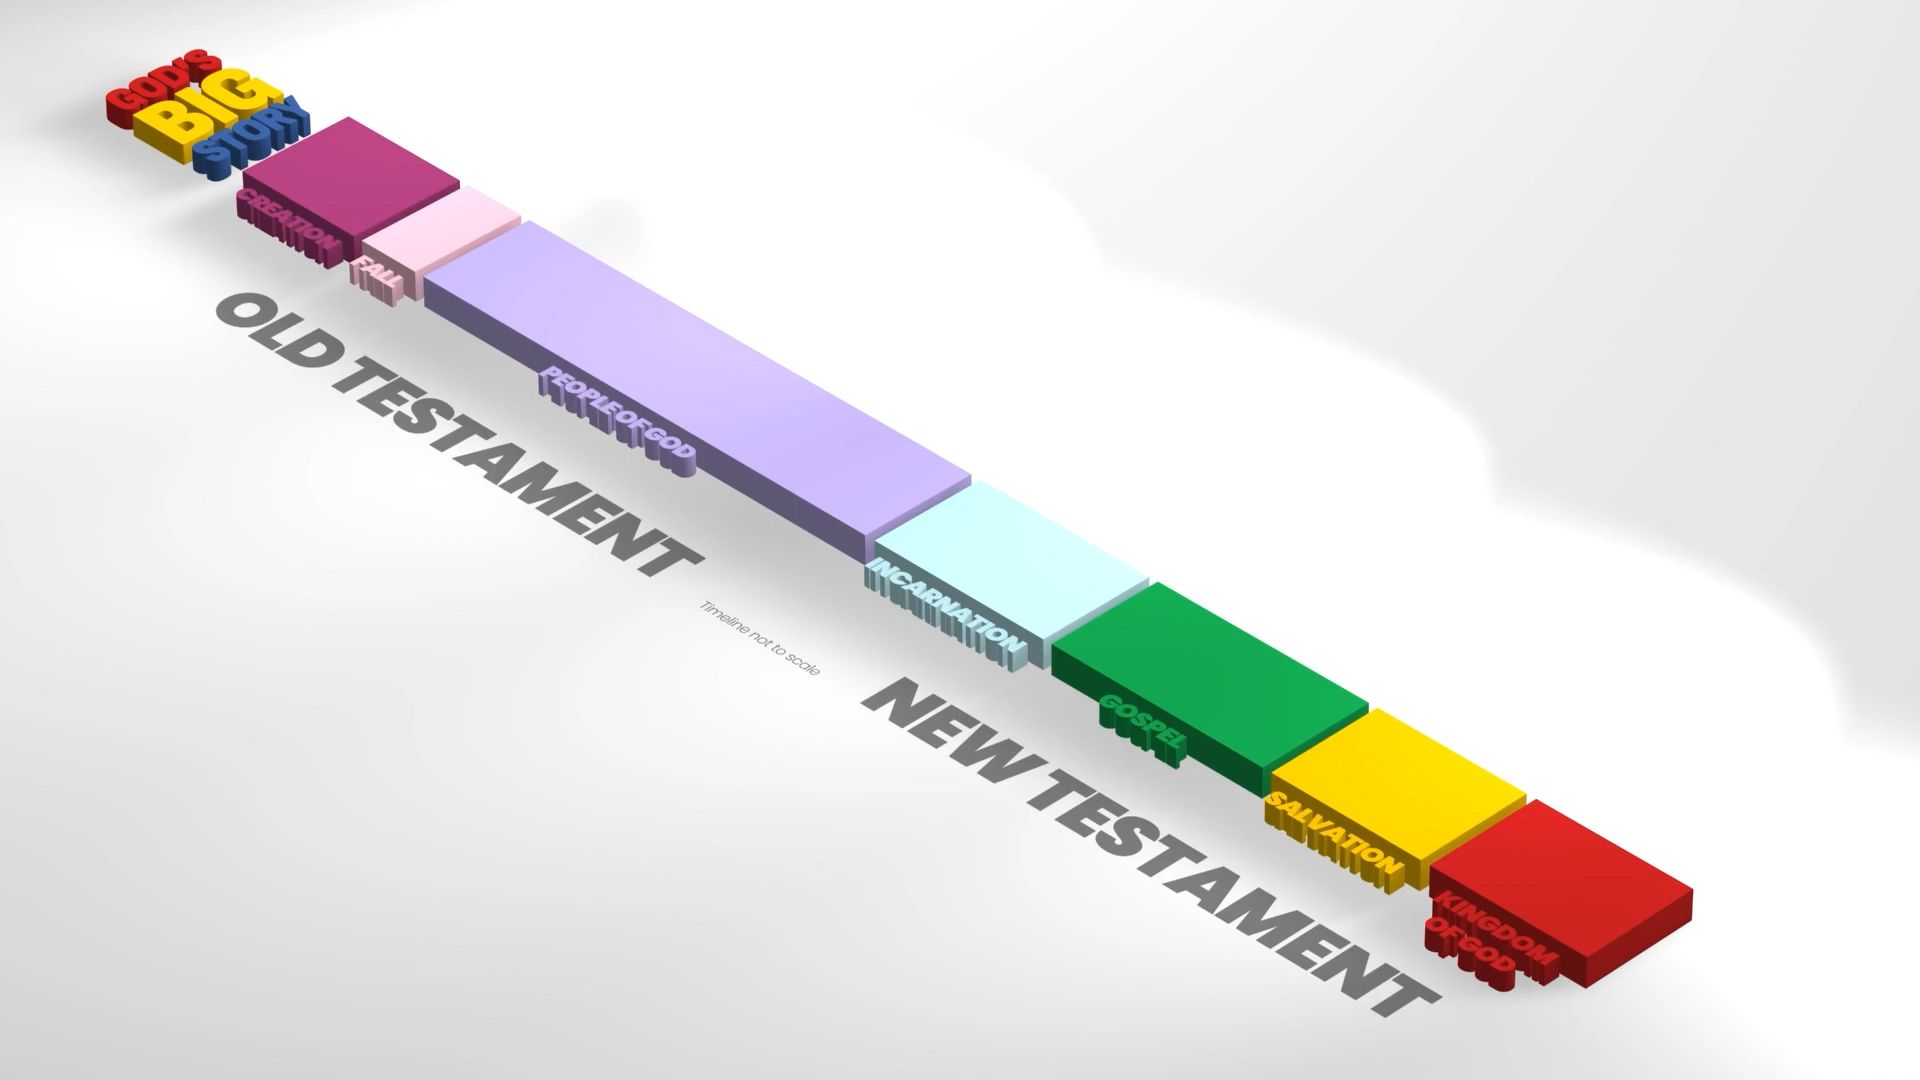 GOD'S
BIG
STORY
CREATION
FALL
PEOPLE OF GOD
INCARNATION
GOSPEL
SALVATION
KINGDOM
OF GOD
OLD TESTAMENT
Timeline not to scale
NEW TESTAMENT